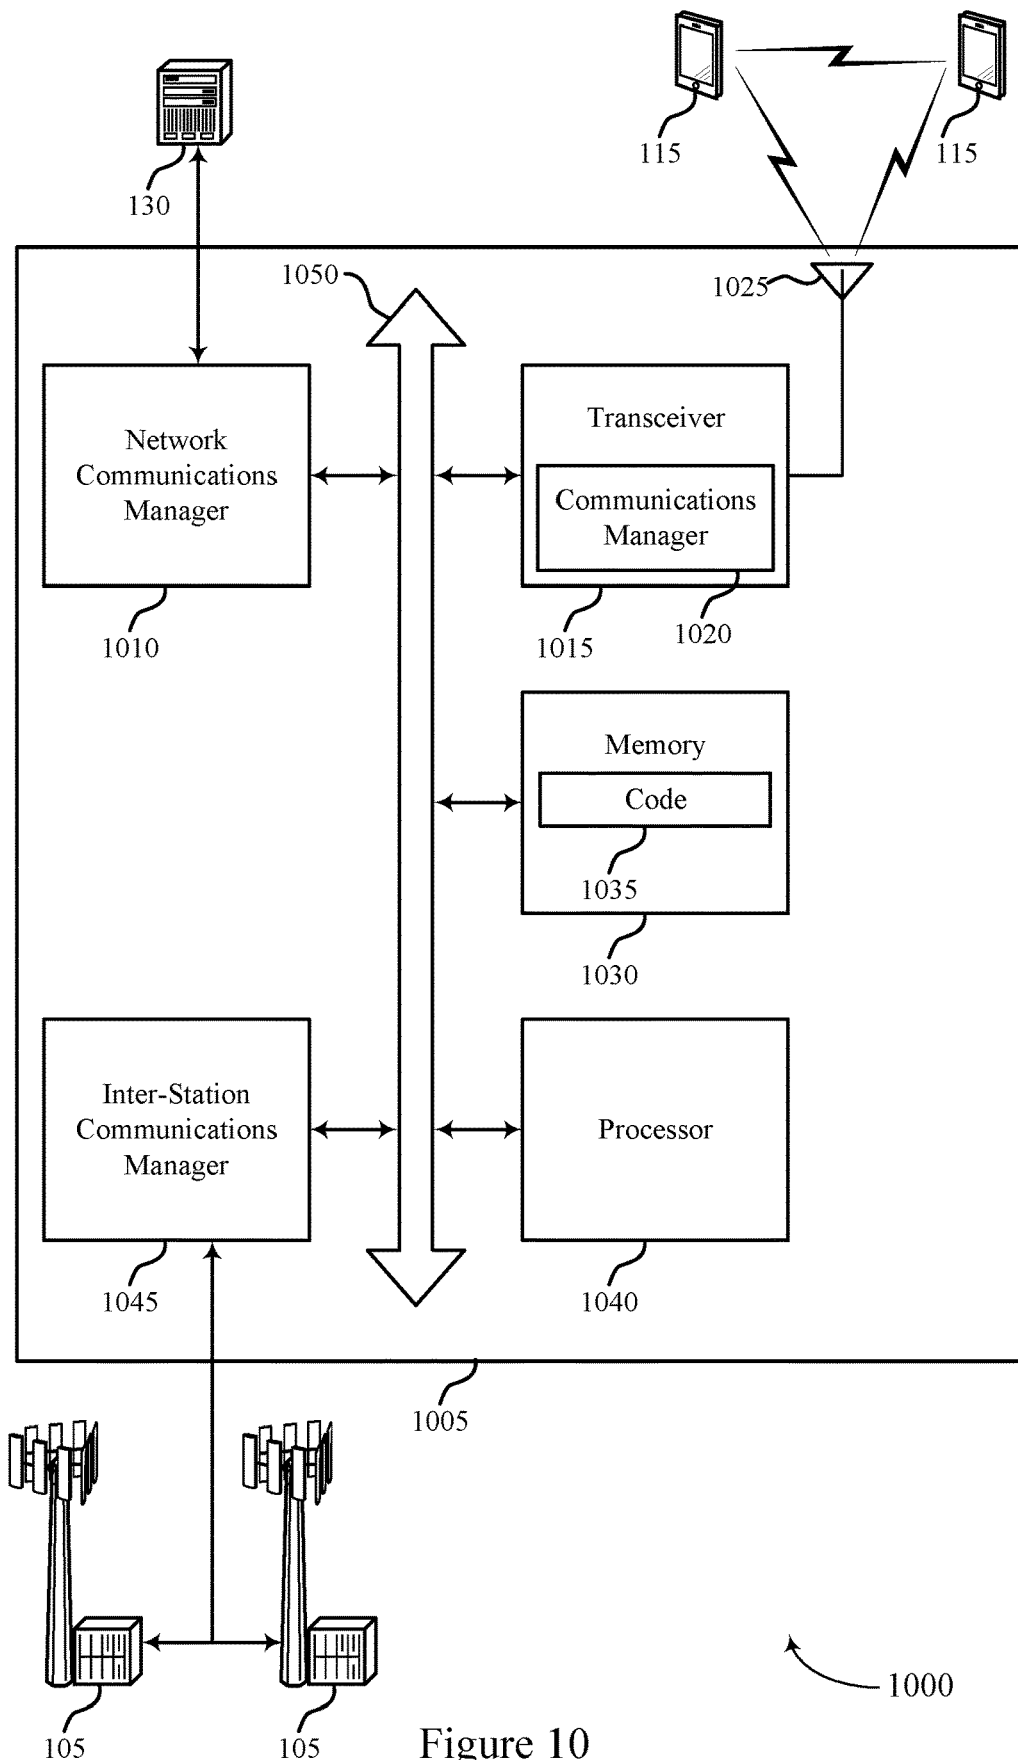 115
115
130
1050
1025
Network
Communications
Manager
Transceiver
Communications
Manager
1010
1015
1020
Memory
Code
1035
1030
Inter-Station
Communications
Manager
Processor
1045
1040
1005
1000
105
105
Figure 10